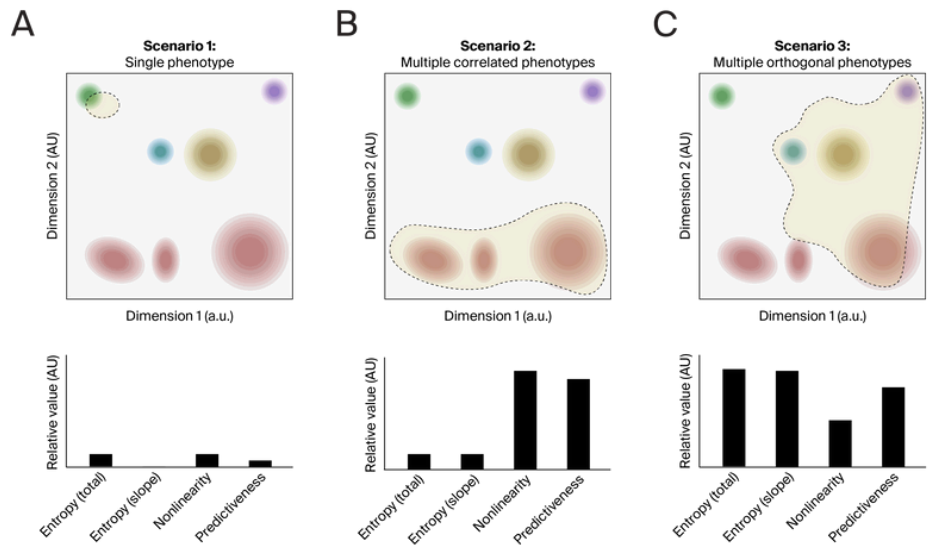 A
Scenario 1:
Single phenotype
Dimension 2 (AU)
Dimension 1 (a.u.)
Relative value (AU)
Entropy (total)
Entropy (slope)
Nonlinearity
Predictiveness
B
Scenario 2:
Multiple correlated phenotypes
Dimension 2 (AU)
Dimension 1 (a.u.)
Relative value (AU)
Entropy (total)
Entropy (slope)
Nonlinearity
Predictiveness
C
Scenario 3:
Multiple orthogonal phenotypes
Dimension 2 (AU)
Dimension 1 (a.u.)
Relative value (AU)
Entropy (total)
Entropy (slope)
Nonlinearity
Predictiveness